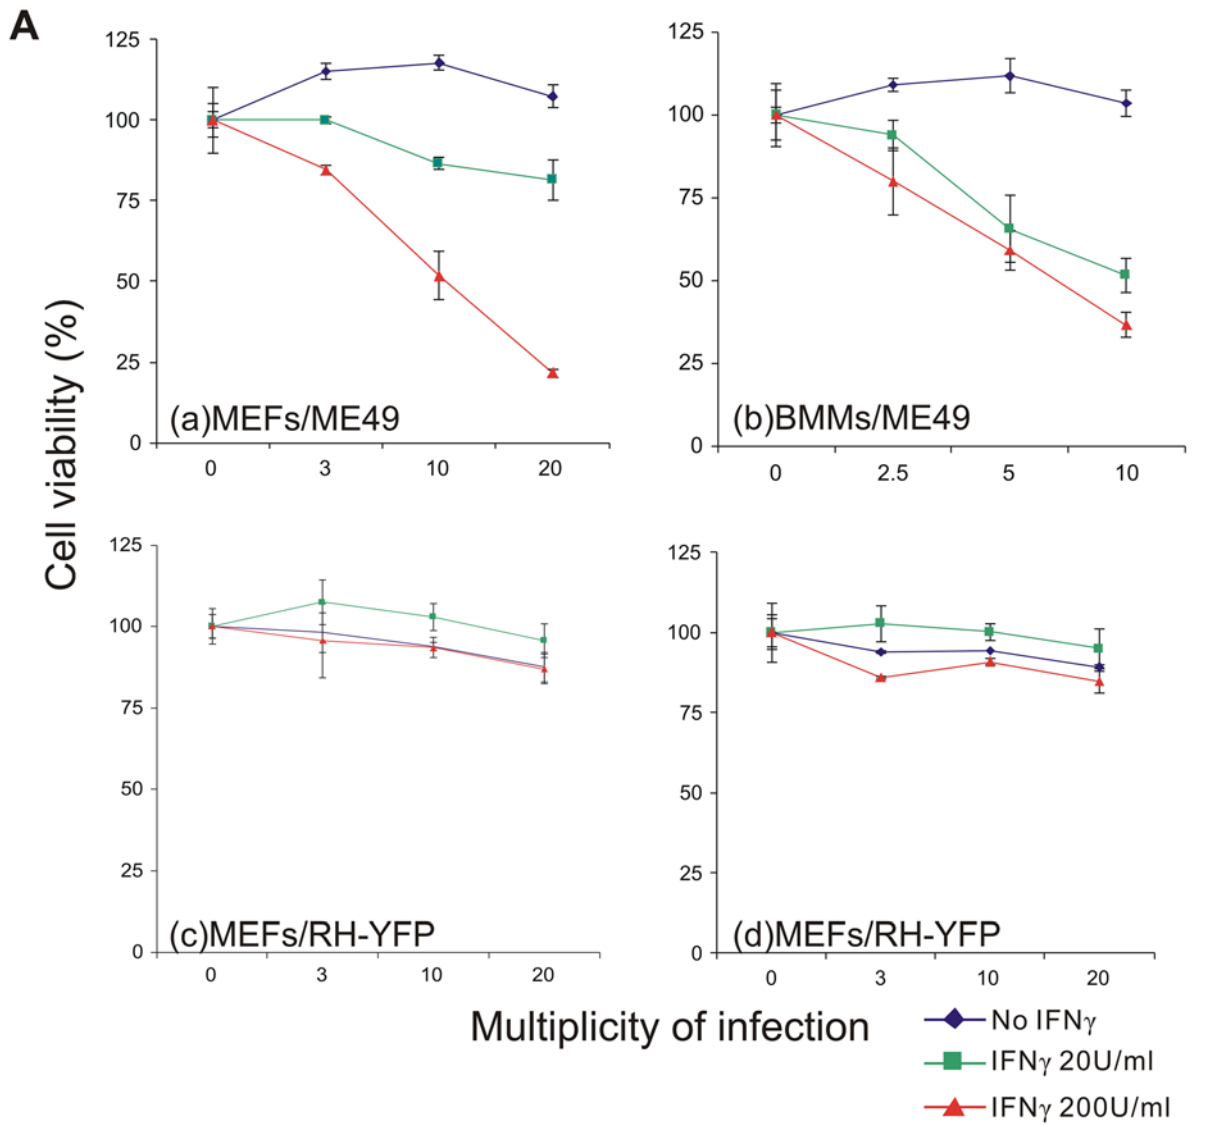 A
Cell viability (%)
125
100
75
50
25
0
(a)MEFs/ME49
0 3 10 20
125
100
75
50
25
0
(b)BMMs/ME49
0 2.5 5 10
125
100
75
50
25
0
(c)MEFs/RH-YFP
0 3 10 20
125
100
75
50
25
0
(d)MEFs/RH-YFP
0 3 10 20
Multiplicity of infection
No IFNγ
IFNγ 20U/ml
IFNγ 200U/ml